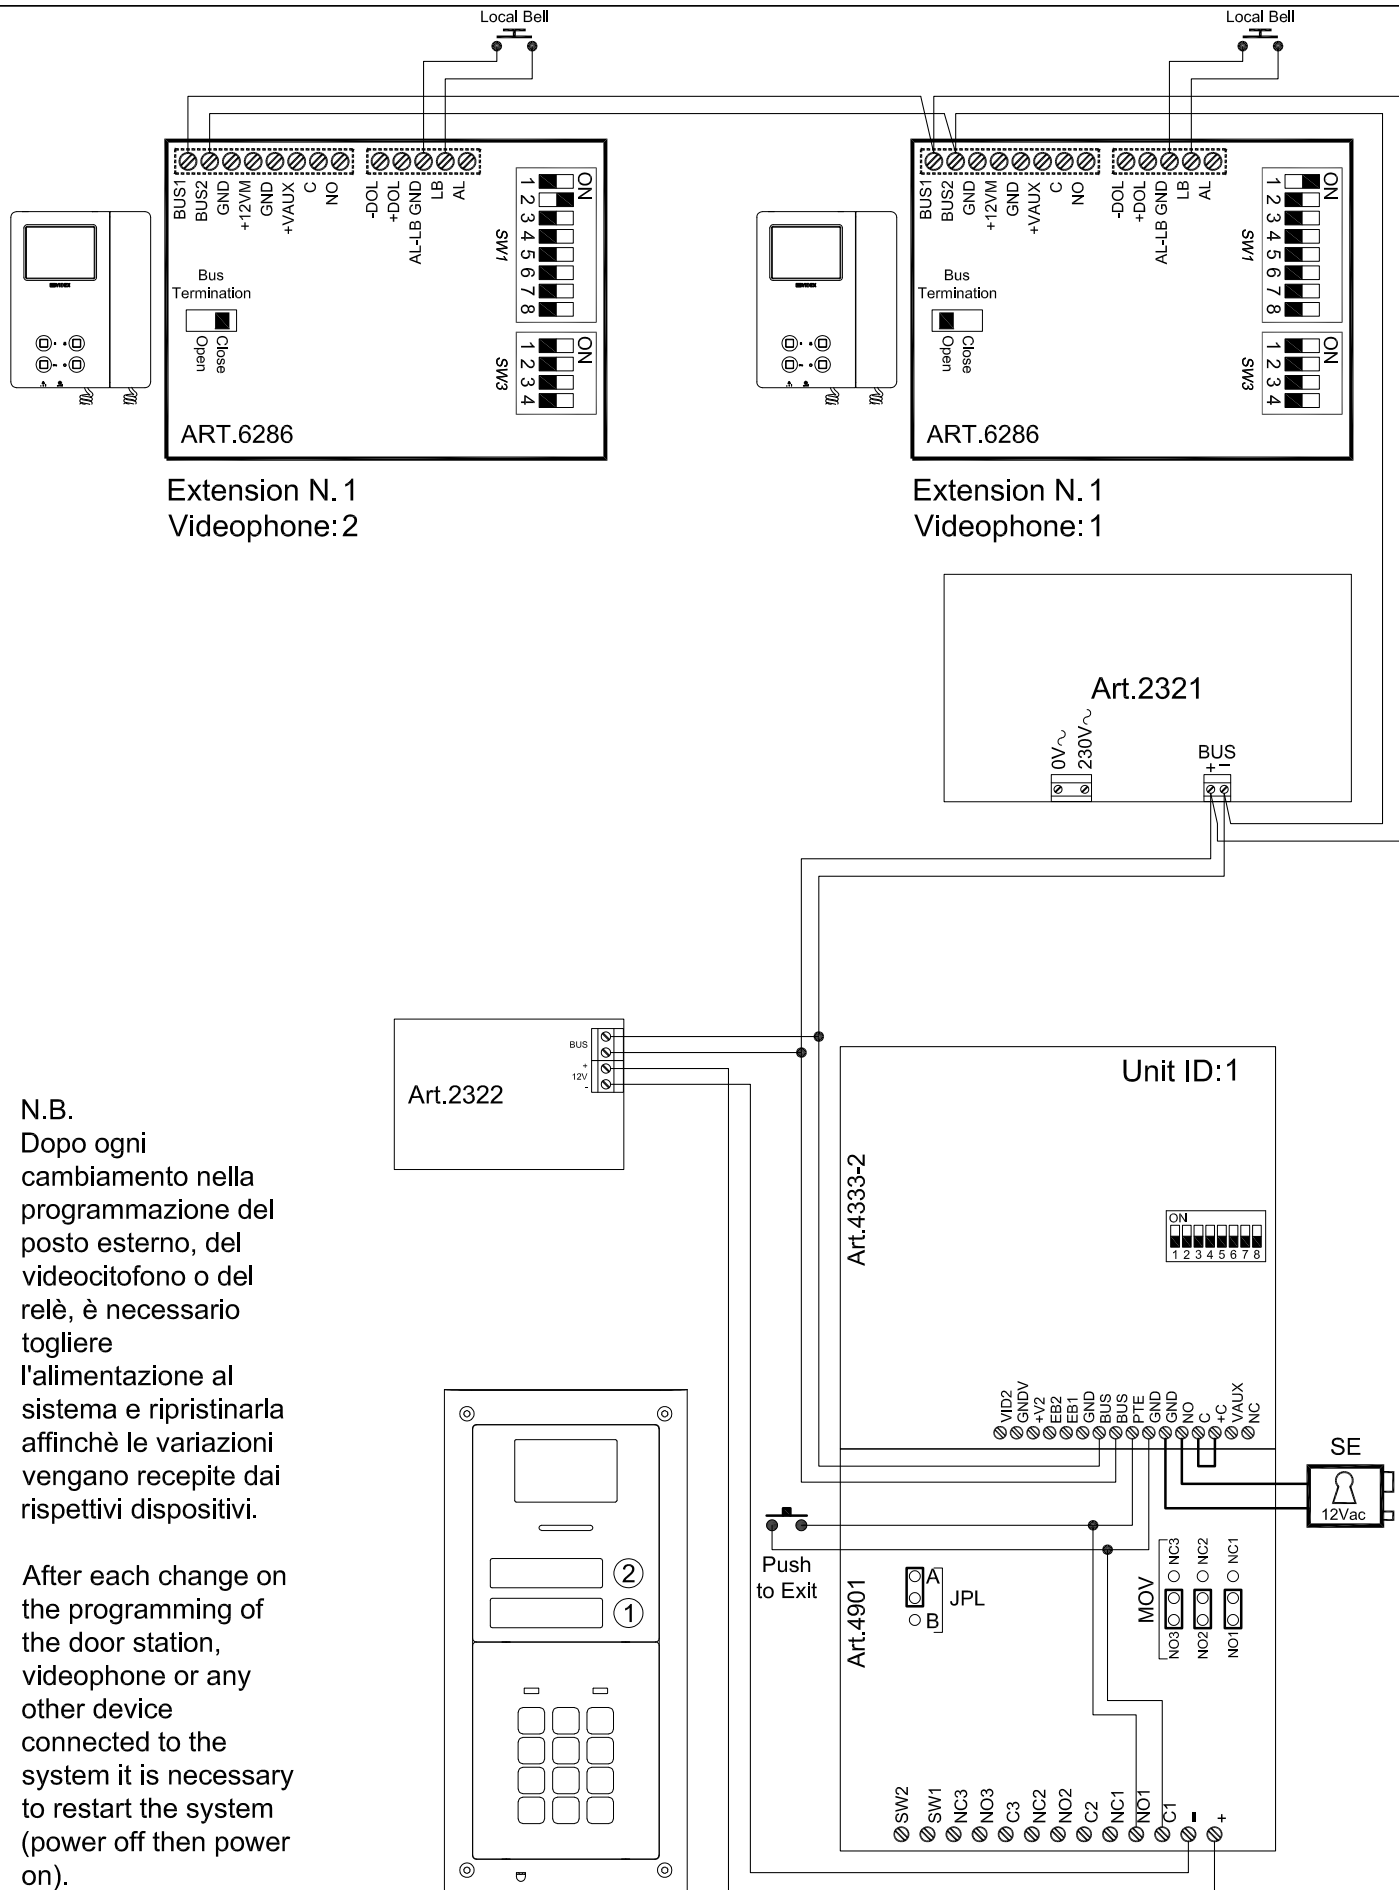 Local Bell
Local Bell
BUS1
BUS2
GND
+12VM
GND
+VAUX
C
NO
-DOL
+DOL
AL-LB GND
LB
AL
ON
1
2
3
4
5
6
7
8
SW1
Bus
Termination
Open
Close
ON
1
2
3
4
SW3
ART.6286
Extension N. 1
Videophone: 2
BUS1
BUS2
GND
+12VM
GND
+VAUX
C
NO
-DOL
+DOL
AL-LB GND
LB
AL
ON
1
2
3
4
5
6
7
8
SW1
Bus
Termination
Open
Close
ON
1
2
3
4
SW3
ART.6286
Extension N. 1
Videophone: 1
Art.2321
0V~
230V~
BUS
+ -
Art.2322
BUS
+
12V
-
Unit ID:1
Art.4333-2
ON
1 2 3 4 5 6 7 8
VID2
GNDV
+V2
EB2
EB1
GND
BUS
BUS
PTE
GND
GND
NO
C
+C
VAUX
NC
SE
12Vac
Push
to Exit
Art.4901
A
B
JPL
MOV
NC3
NC2
NC1
NO3
NO2
NO1
SW2
SW1
NC3
NO3
C3
NC2
NO2
C2
NC1
NO1
C1
-
+
2
1
N.B.
Dopo ogni
cambiamento nella
programmazione del
posto esterno, del
videocitofono o del
relè, è necessario
togliere
l'alimentazione al
sistema e ripristinarla
affinchè le variazioni
vengano recepite dai
rispettivi dispositivi.
After each change on
the programming of
the door station,
videophone or any
other device
connected to the
system it is necessary
to restart the system
(power off then power
on).